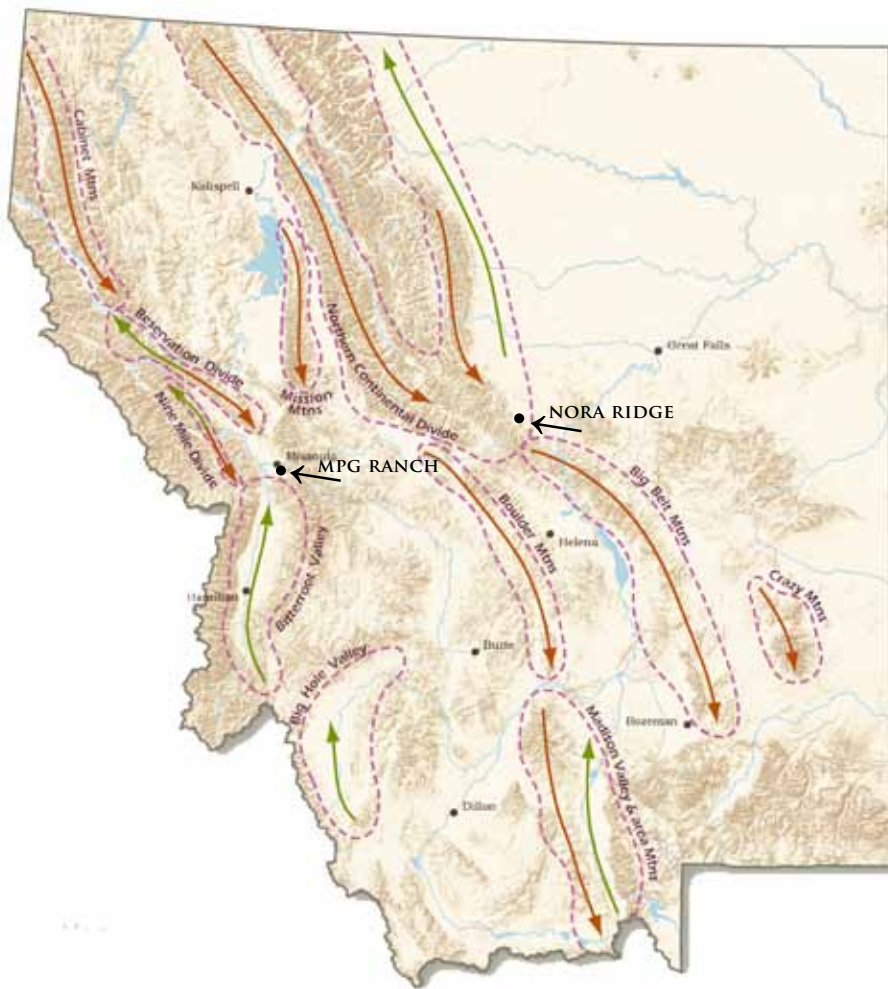 Cabinet Mtns
Kalispell
Reservation Divide
Nine Mile Divide
Mission
Mtns
Northern Continental Divide
Great Falls
NORA RIDGE
Missoula
MPG RANCH
Boulder Mtns
Helena
Big Belt Mtns
Crazy Mtns
Hamilton
Bitterroot Valley
Butte
Big Hole Valley
Bozeman
Madison Valley & area Mtns
Dillon